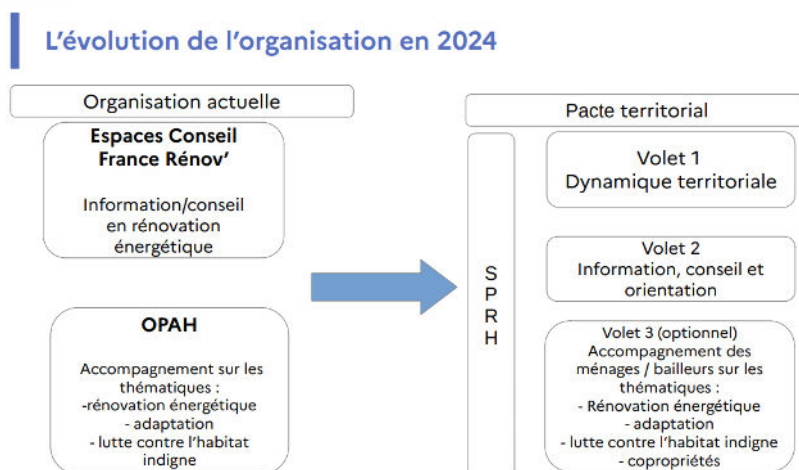 L’évolution de l’organisation en 2024
Organisation actuelle
Espaces Conseil
France Rénov’
Information/conseil
en rénovation
énergétique
OPAH
Accompagnement sur les
thématiques :
-rénovation énergétique
- adaptation
- lutte contre l’habitat
indigne
Pacte territorial
S
P
R
H
Volet 1
Dynamique territoriale
Volet 2
Information, conseil et
orientation
Volet 3 (optionnel)
Accompagnement des
ménages / bailleurs sur les
thématiques :
- Rénovation énergétique
- adaptation
- lutte contre l’habitat indigne
- copropriétés